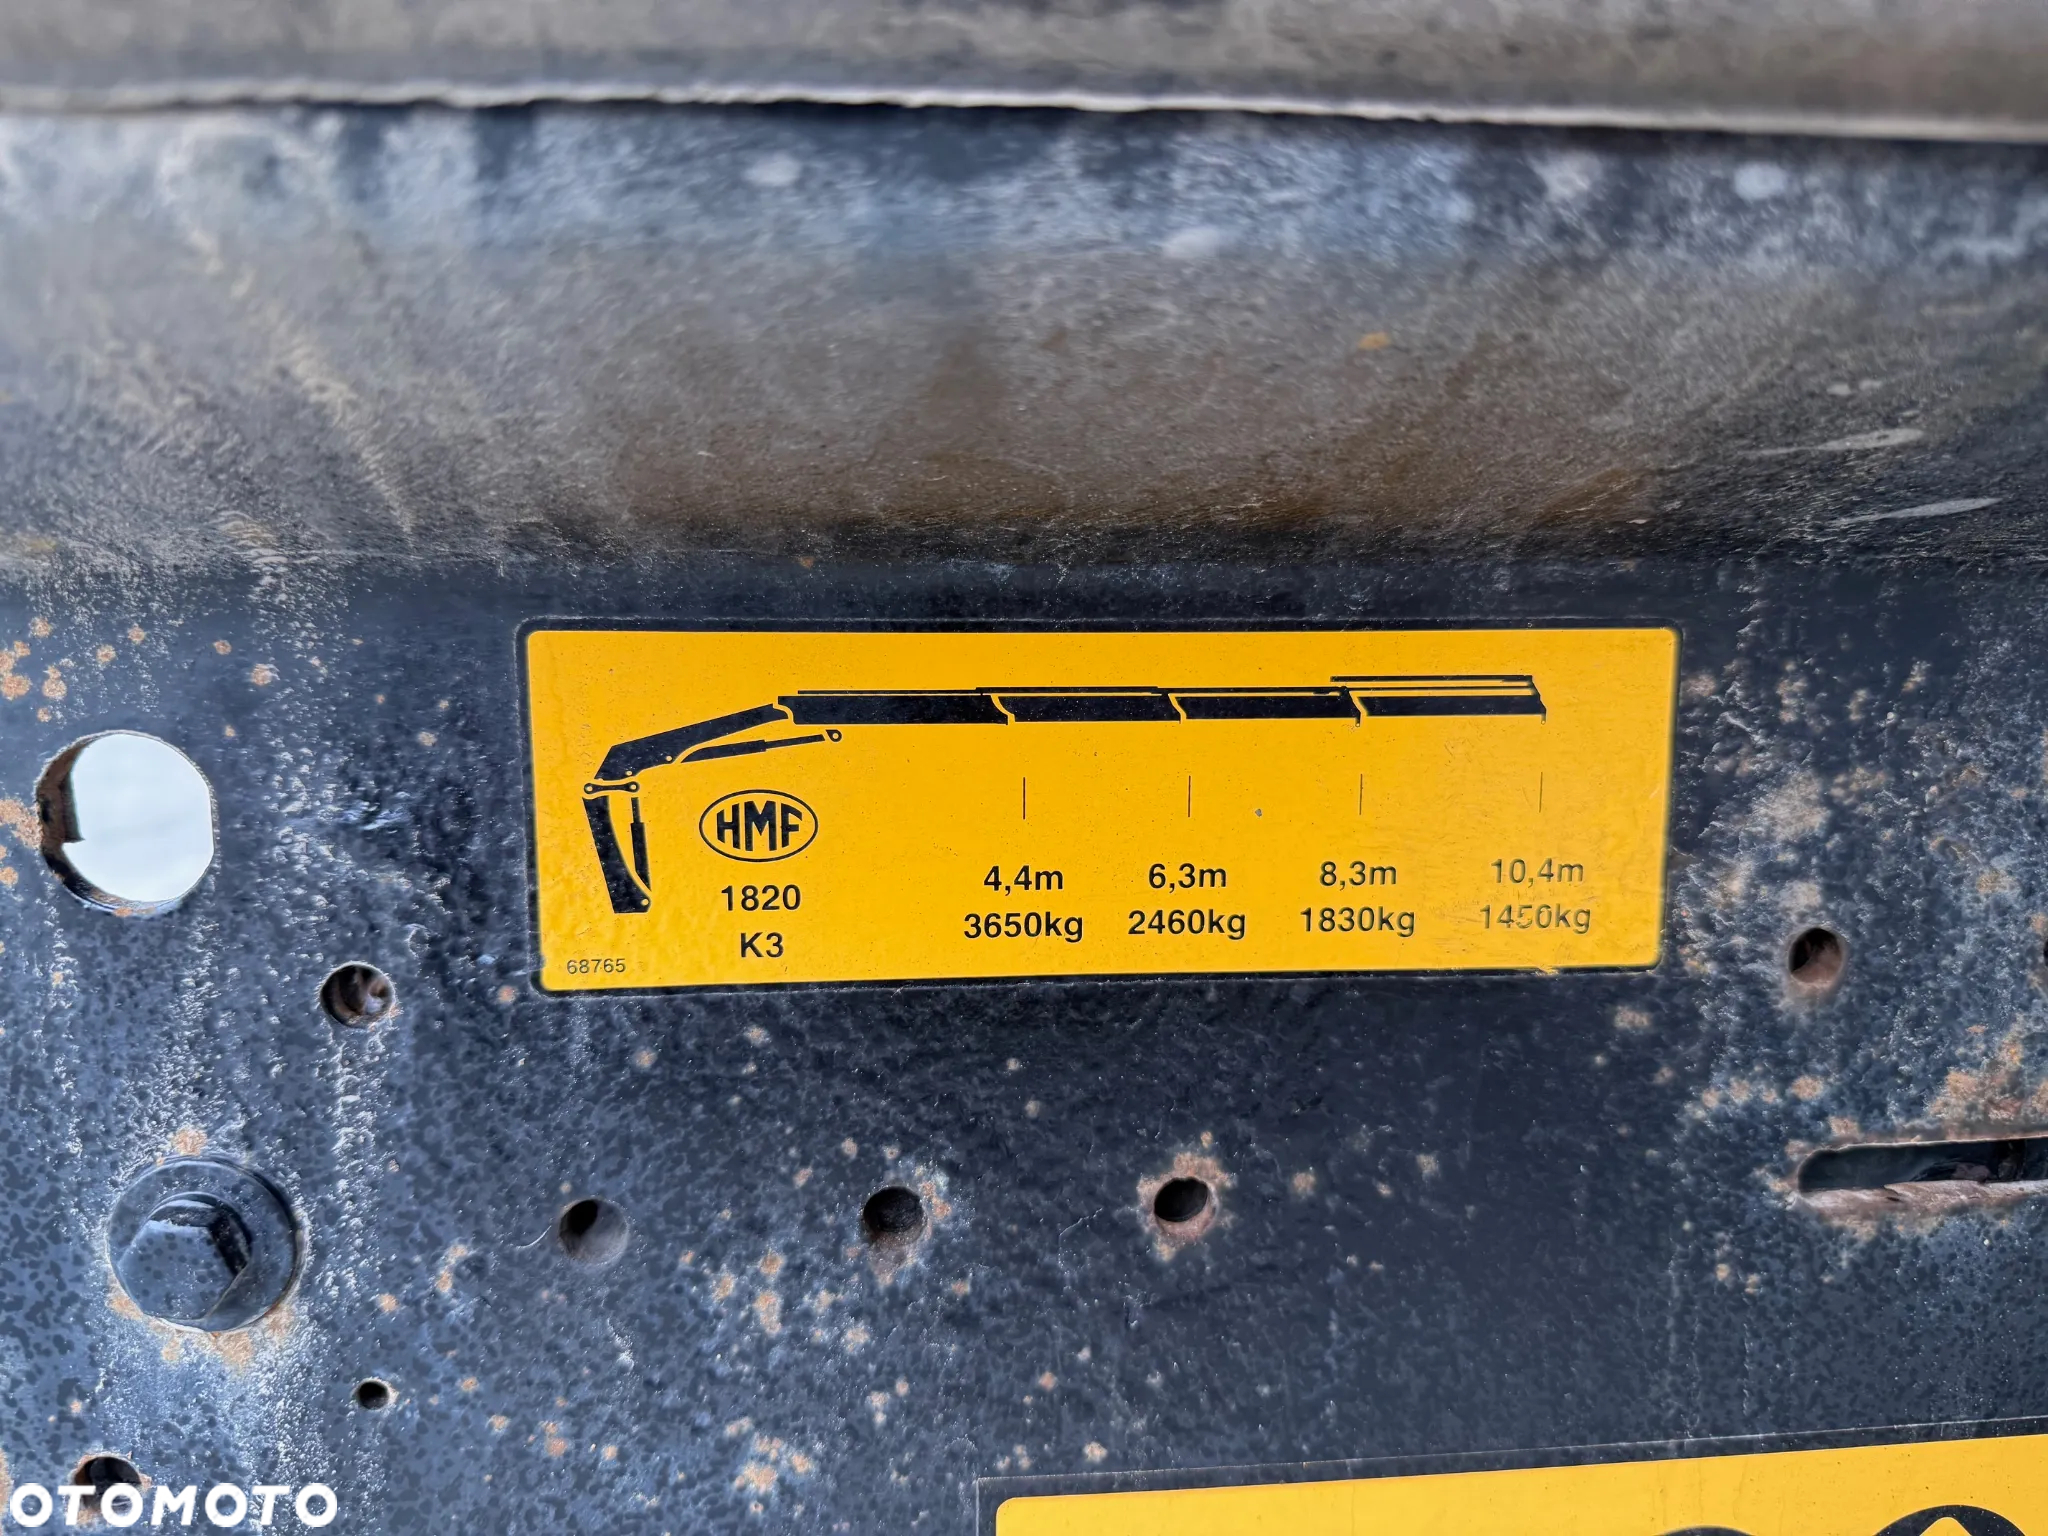 HMF
1820
K3
68765
4,4m 6,3m 8,3m 10,4m
3650kg 2460kg 1830kg 1450kg
OTOMOTO